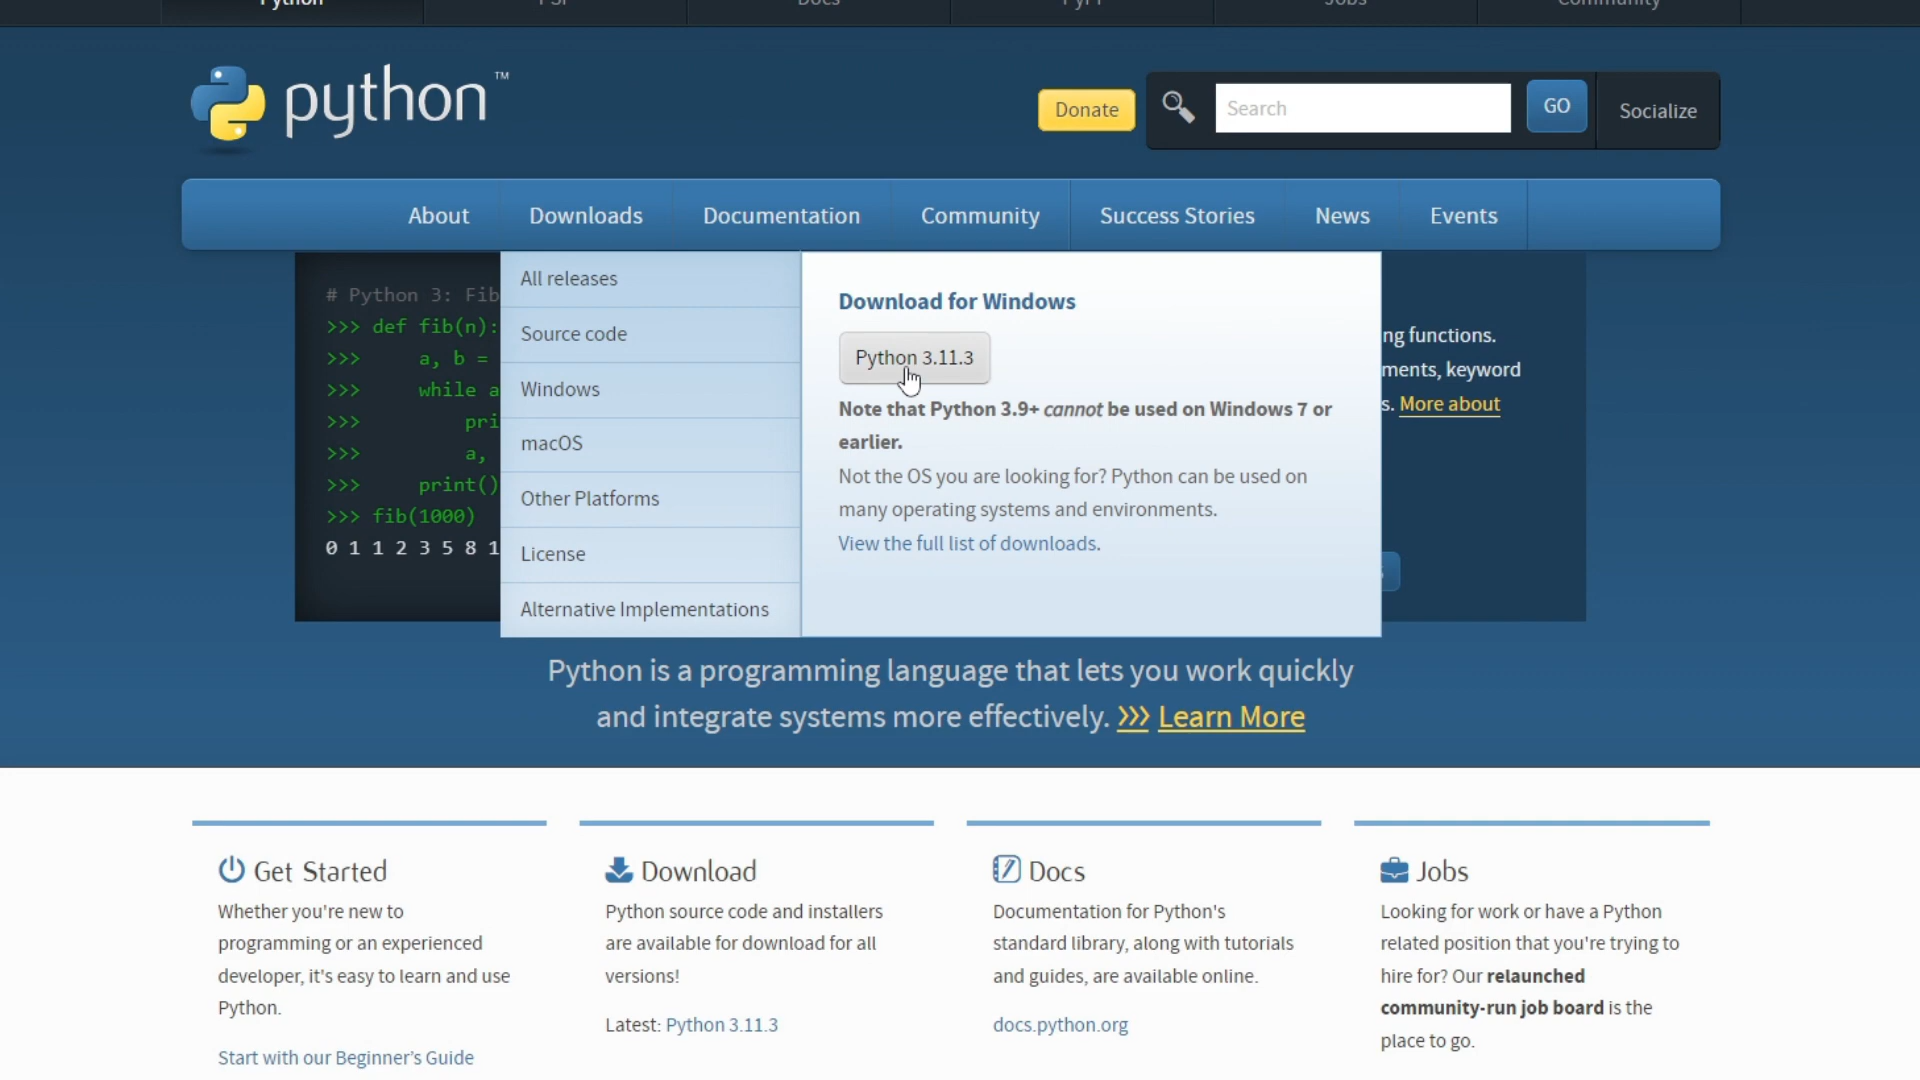 Python
PSF
Docs
PyPI
Jobs
Community
python™
Donate
Search
GO
Socialize
About
Downloads
Documentation
Community
Success Stories
News
Events
# Python 3: Fib
>>> def fib(n):
>>> a, b =
>>> while a
>>> pri
>>> a,
>>> print()
>>> fib(1000)
0 1 1 2 3 5 8 1
All releases
Source code
Windows
macOS
Other Platforms
License
Alternative Implementations
Download for Windows
Python 3.11.3
Note that Python 3.9+ cannot be used on Windows 7 or
earlier.
Not the OS you are looking for? Python can be used on
many operating systems and environments.
View the full list of downloads.
ng functions.
ments, keyword
s. More about
Python is a programming language that lets you work quickly
and integrate systems more effectively. >>> Learn More
Get Started
Whether you're new to
programming or an experienced
developer, it's easy to learn and use
Python.
Start with our Beginner's Guide
Download
Python source code and installers
are available for download for all
versions!
Latest: Python 3.11.3
Docs
Documentation for Python's
standard library, along with tutorials
and guides, are available online.
docs.python.org
Jobs
Looking for work or have a Python
related position that you're trying to
hire for? Our relaunched
community-run job board is the
place to go.